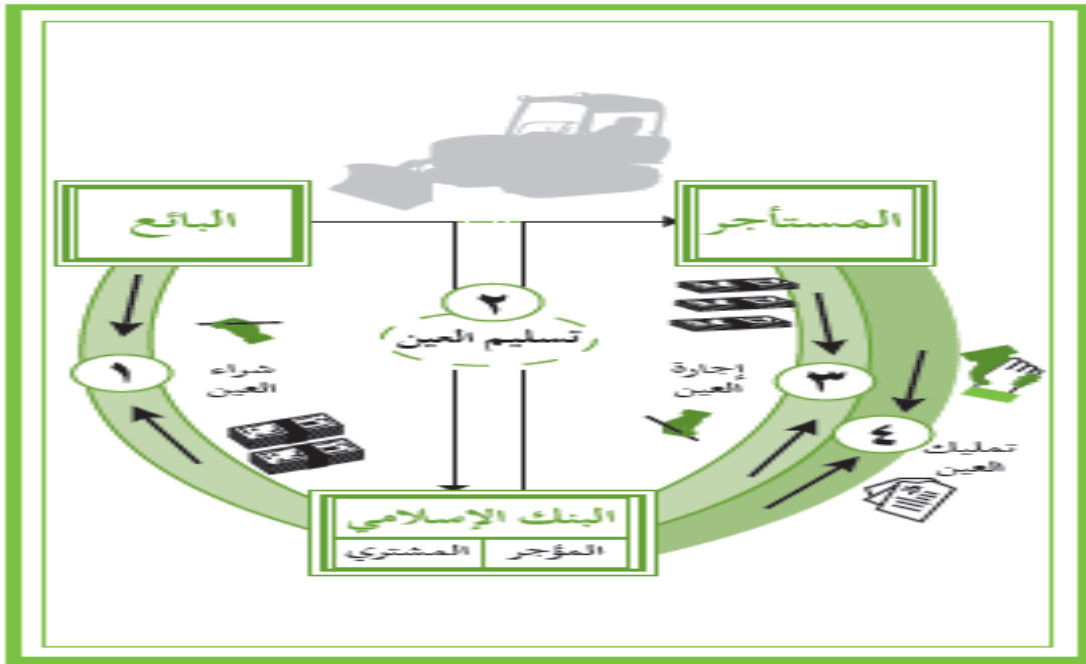 المستأجر
البائع
٢
تسليم العين
إجارة
العين
٣
شراء
العين
١
٤
تمليك
العين
البنك الإسلامي
المؤجر
المشتري